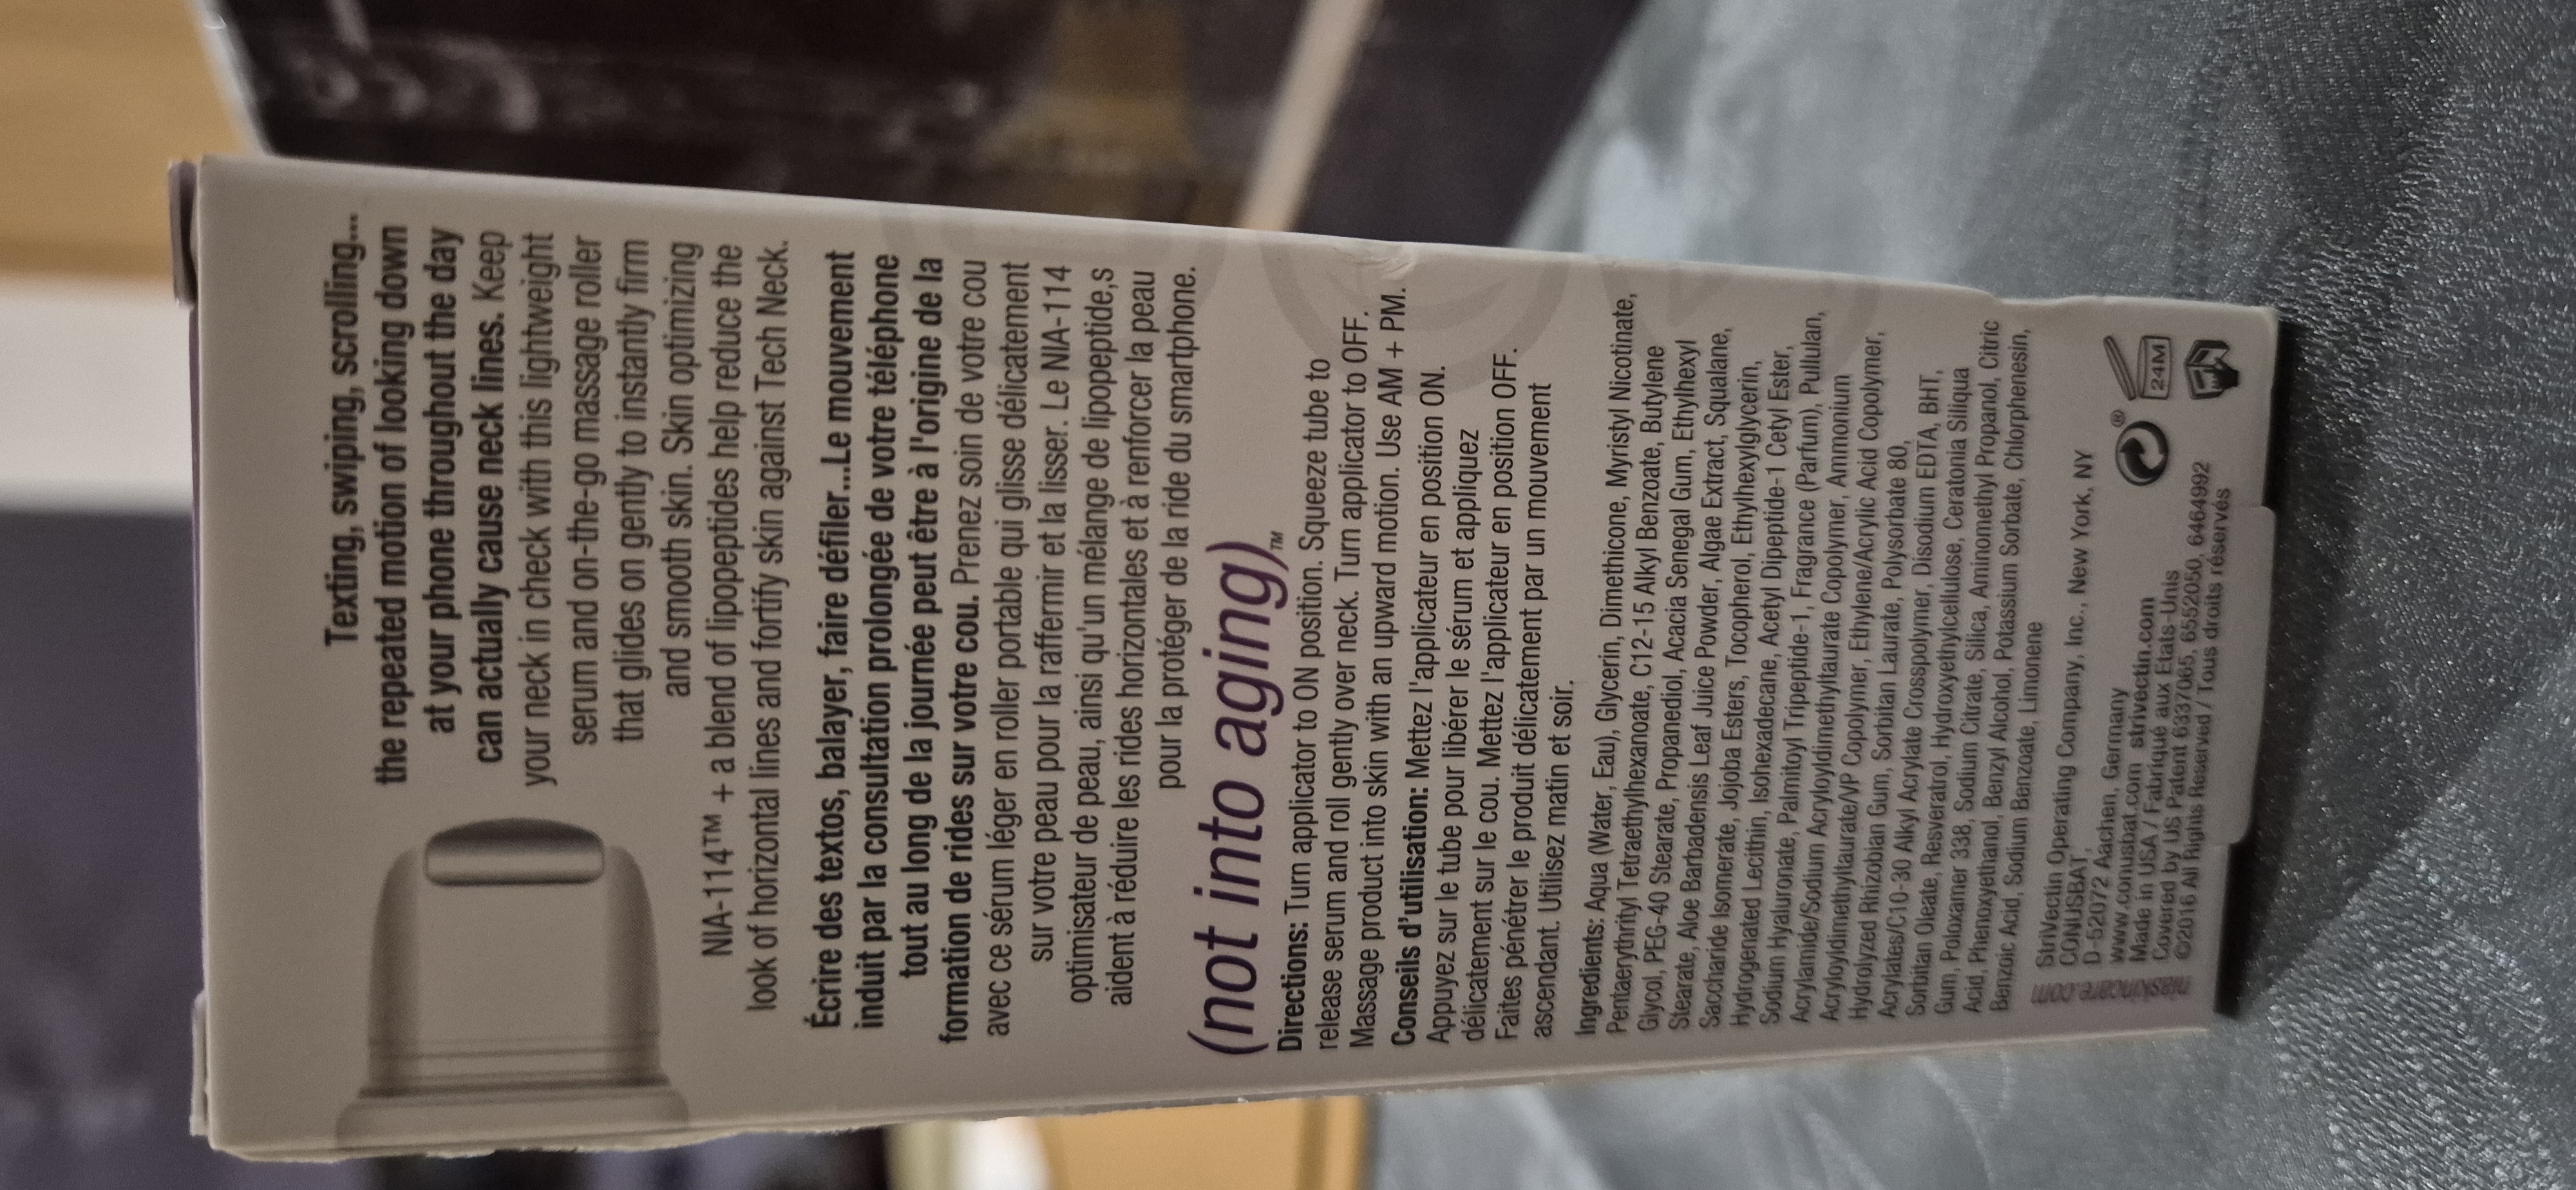 Texting, swiping, scrolling...
the repeated motion of looking down
at your phone throughout the day
can actually cause neck lines. Keep
your neck in check with this lightweight
serum and on-the-go massage roller
that glides on gently to instantly firm
and smooth skin. Skin optimizing
NIA-114™ + a blend of lipopeptides help reduce the
look of horizontal lines and fortify skin against Tech Neck.
Écrire des textos, balayer, faire défiler...Le mouvement
induit par la consultation prolongée de votre téléphone
tout au long de la journée peut être à l'origine de la
formation de rides sur votre cou. Prenez soin de votre cou
avec ce sérum léger en roller portable qui glisse délicatement
sur votre peau pour la raffermir et la lisser. Le NIA-114
optimisateur de peau, ainsi qu'un mélange de lipopeptide,s
aident à réduire les rides horizontales et à renforcer la peau
pour la protéger de la ride du smartphone.
(not into aging)™
Directions: Turn applicator to ON position. Squeeze tube to
release serum and roll gently over neck. Turn applicator to OFF.
Massage product into skin with an upward motion. Use AM + PM.
Conseils d'utilisation: Mettez l'applicateur en position ON.
Appuyez sur le tube pour libérer le sérum et appliquez
délicatement sur le cou. Mettez l'applicateur en position OFF.
Faites pénétrer le produit délicatement par un mouvement
ascendant. Utilisez matin et soir.
Ingredients: Aqua (Water, Eau), Glycerin, Dimethicone, Myristyl Nicotinate,
Pentaerythrityl Tetraethylhexanoate, C12-15 Alkyl Benzoate, Butylene
Glycol, PEG-40 Stearate, Propanediol, Acacia Senegal Gum, Ethylhexyl
Stearate, Aloe Barbadensis Leaf Juice Powder, Algae Extract, Squalane,
Saccharide Isomerate, Jojoba Esters, Tocopherol, Ethylhexylglycerin,
Hydrogenated Lecithin, Isohexadecane, Acetyl Dipeptide-1 Cetyl Ester,
Sodium Hyaluronate, Palmitoyl Tripeptide-1, Fragrance (Parfum), Pullulan,
Acrylamide/Sodium Acryloyldimethyltaurate Copolymer, Ammonium
Acryloyldimethyltaurate/VP Copolymer, Ethylene/Acrylic Acid Copolymer,
Hydrolyzed Rhizobian Gum, Sorbitan Laurate, Polysorbate 80,
Acrylates/C10-30 Alkyl Acrylate Crosspolymer, Disodium EDTA, BHT,
Sorbitan Oleate, Resveratrol, Hydroxyethylcellulose, Ceratonia Siliqua
Gum, Poloxamer 338, Sodium Citrate, Silica, Aminomethyl Propanol, Citric
Acid, Phenoxyethanol, Benzyl Alcohol, Potassium Sorbate, Chlorphenesin,
Benzoic Acid, Sodium Benzoate, Limonene
niaskincare.com
StriVectin Operating Company, Inc., New York, NY
CONUSBAT,
D-52072 Aachen, Germany
www.conusbat.com strivectin.com
Made in USA / Fabriqué aux Etats-Unis
Covered by US Patent 6337065, 6552050, 6464992
©2016 All Rights Reserved / Tous droits réservés
®
24M